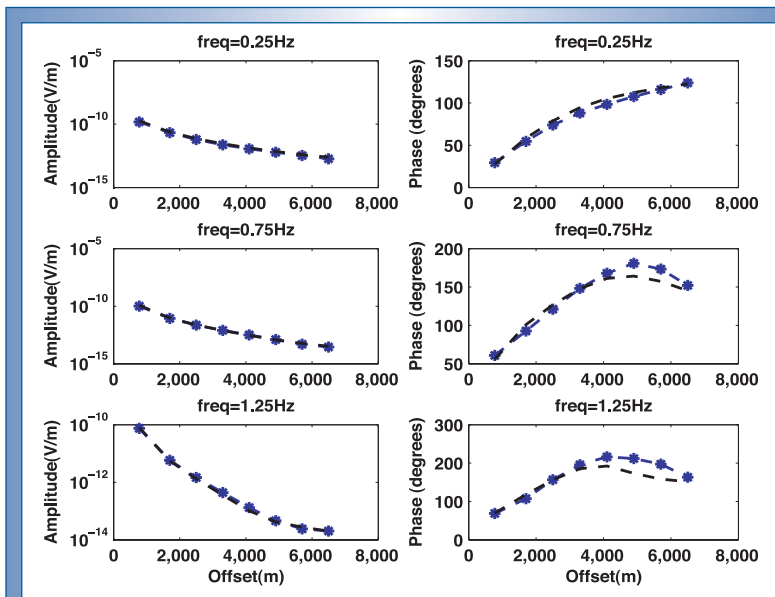 freq=0.25Hz
Amplitude(V/m)
10^-5
10^-10
10^-15
0 2,000 4,000 6,000 8,000
freq=0.25Hz
Phase (degrees)
150
100
50
0
0 2,000 4,000 6,000 8,000
freq=0.75Hz
Amplitude(V/m)
10^-5
10^-10
10^-15
0 2,000 4,000 6,000 8,000
freq=0.75Hz
Phase (degrees)
200
150
100
50
0 2,000 4,000 6,000 8,000
freq=1.25Hz
Amplitude(V/m)
10^-10
10^-12
10^-14
0 2,000 4,000 6,000 8,000
Offset(m)
freq=1.25Hz
Phase (degrees)
300
200
100
0
0 2,000 4,000 6,000 8,000
Offset(m)